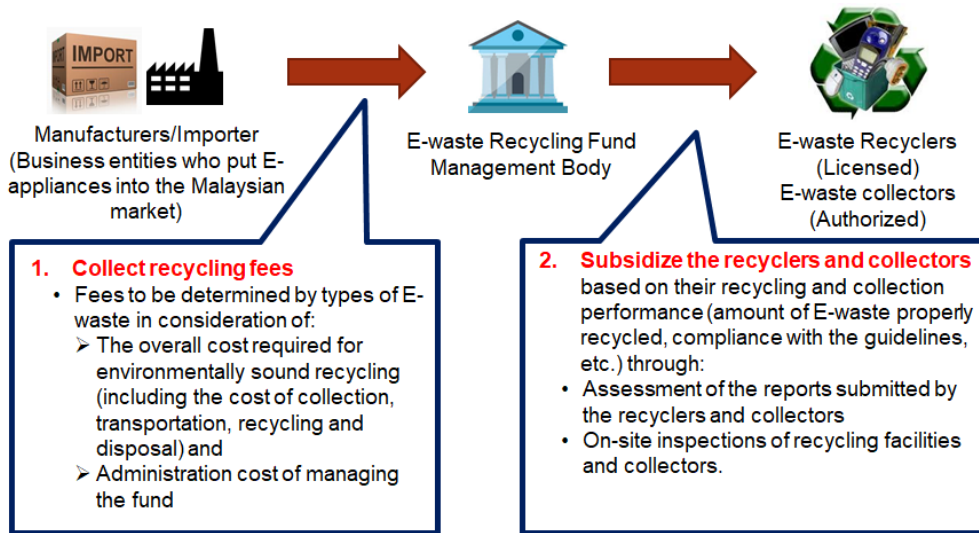 IMPORT
Manufacturers/Importer
(Business entities who put E-
appliances into the Malaysian
market)
E-waste Recycling Fund
Management Body
E-waste Recyclers
(Licensed)
E-waste collectors
(Authorized)
1. Collect recycling fees
• Fees to be determined by types of E-
waste in consideration of:
➢ The overall cost required for
environmentally sound recycling
(including the cost of collection,
transportation, recycling and
disposal) and
➢ Administration cost of managing
the fund
2. Subsidize the recyclers and collectors
based on their recycling and collection
performance (amount of E-waste properly
recycled, compliance with the guidelines,
etc.) through:
• Assessment of the reports submitted by
the recyclers and collectors
• On-site inspections of recycling facilities
and collectors.